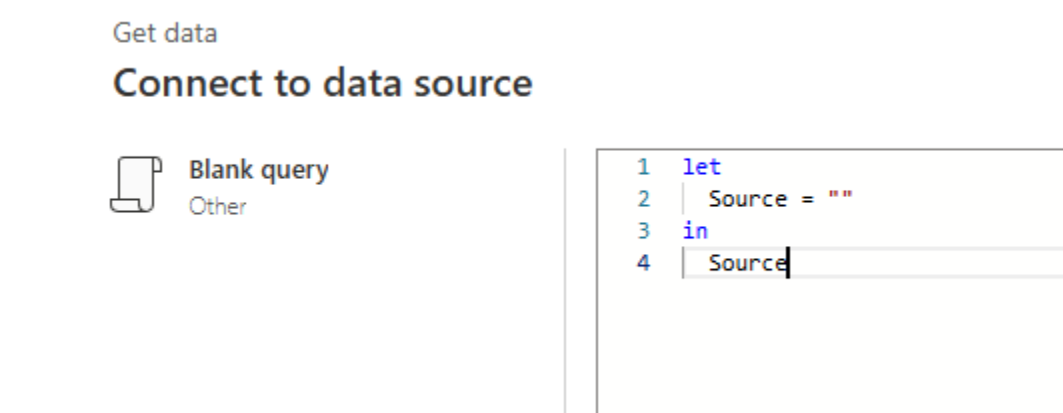 Get data
Connect to data source
Blank query
Other
1 let
2 Source = ""
3 in
4 Source